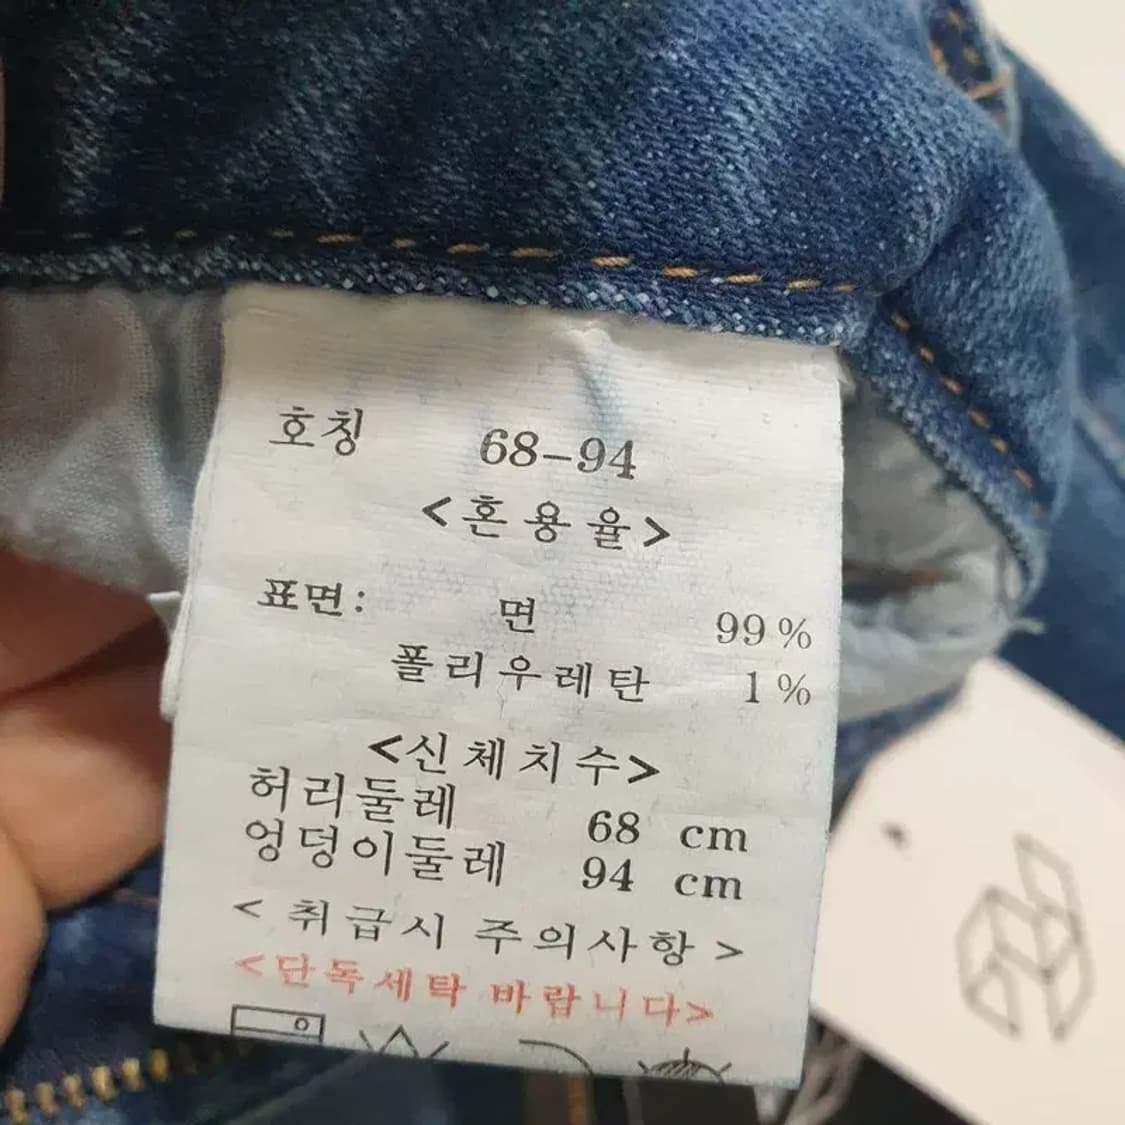 호칭 68-94
<혼용율>
표면: 면 99%
폴리우레탄 1%
<신체치수>
허리둘레 68 cm
엉덩이둘레 94 cm
< 취급시 주의사항 >
<단독세탁 바랍니다>